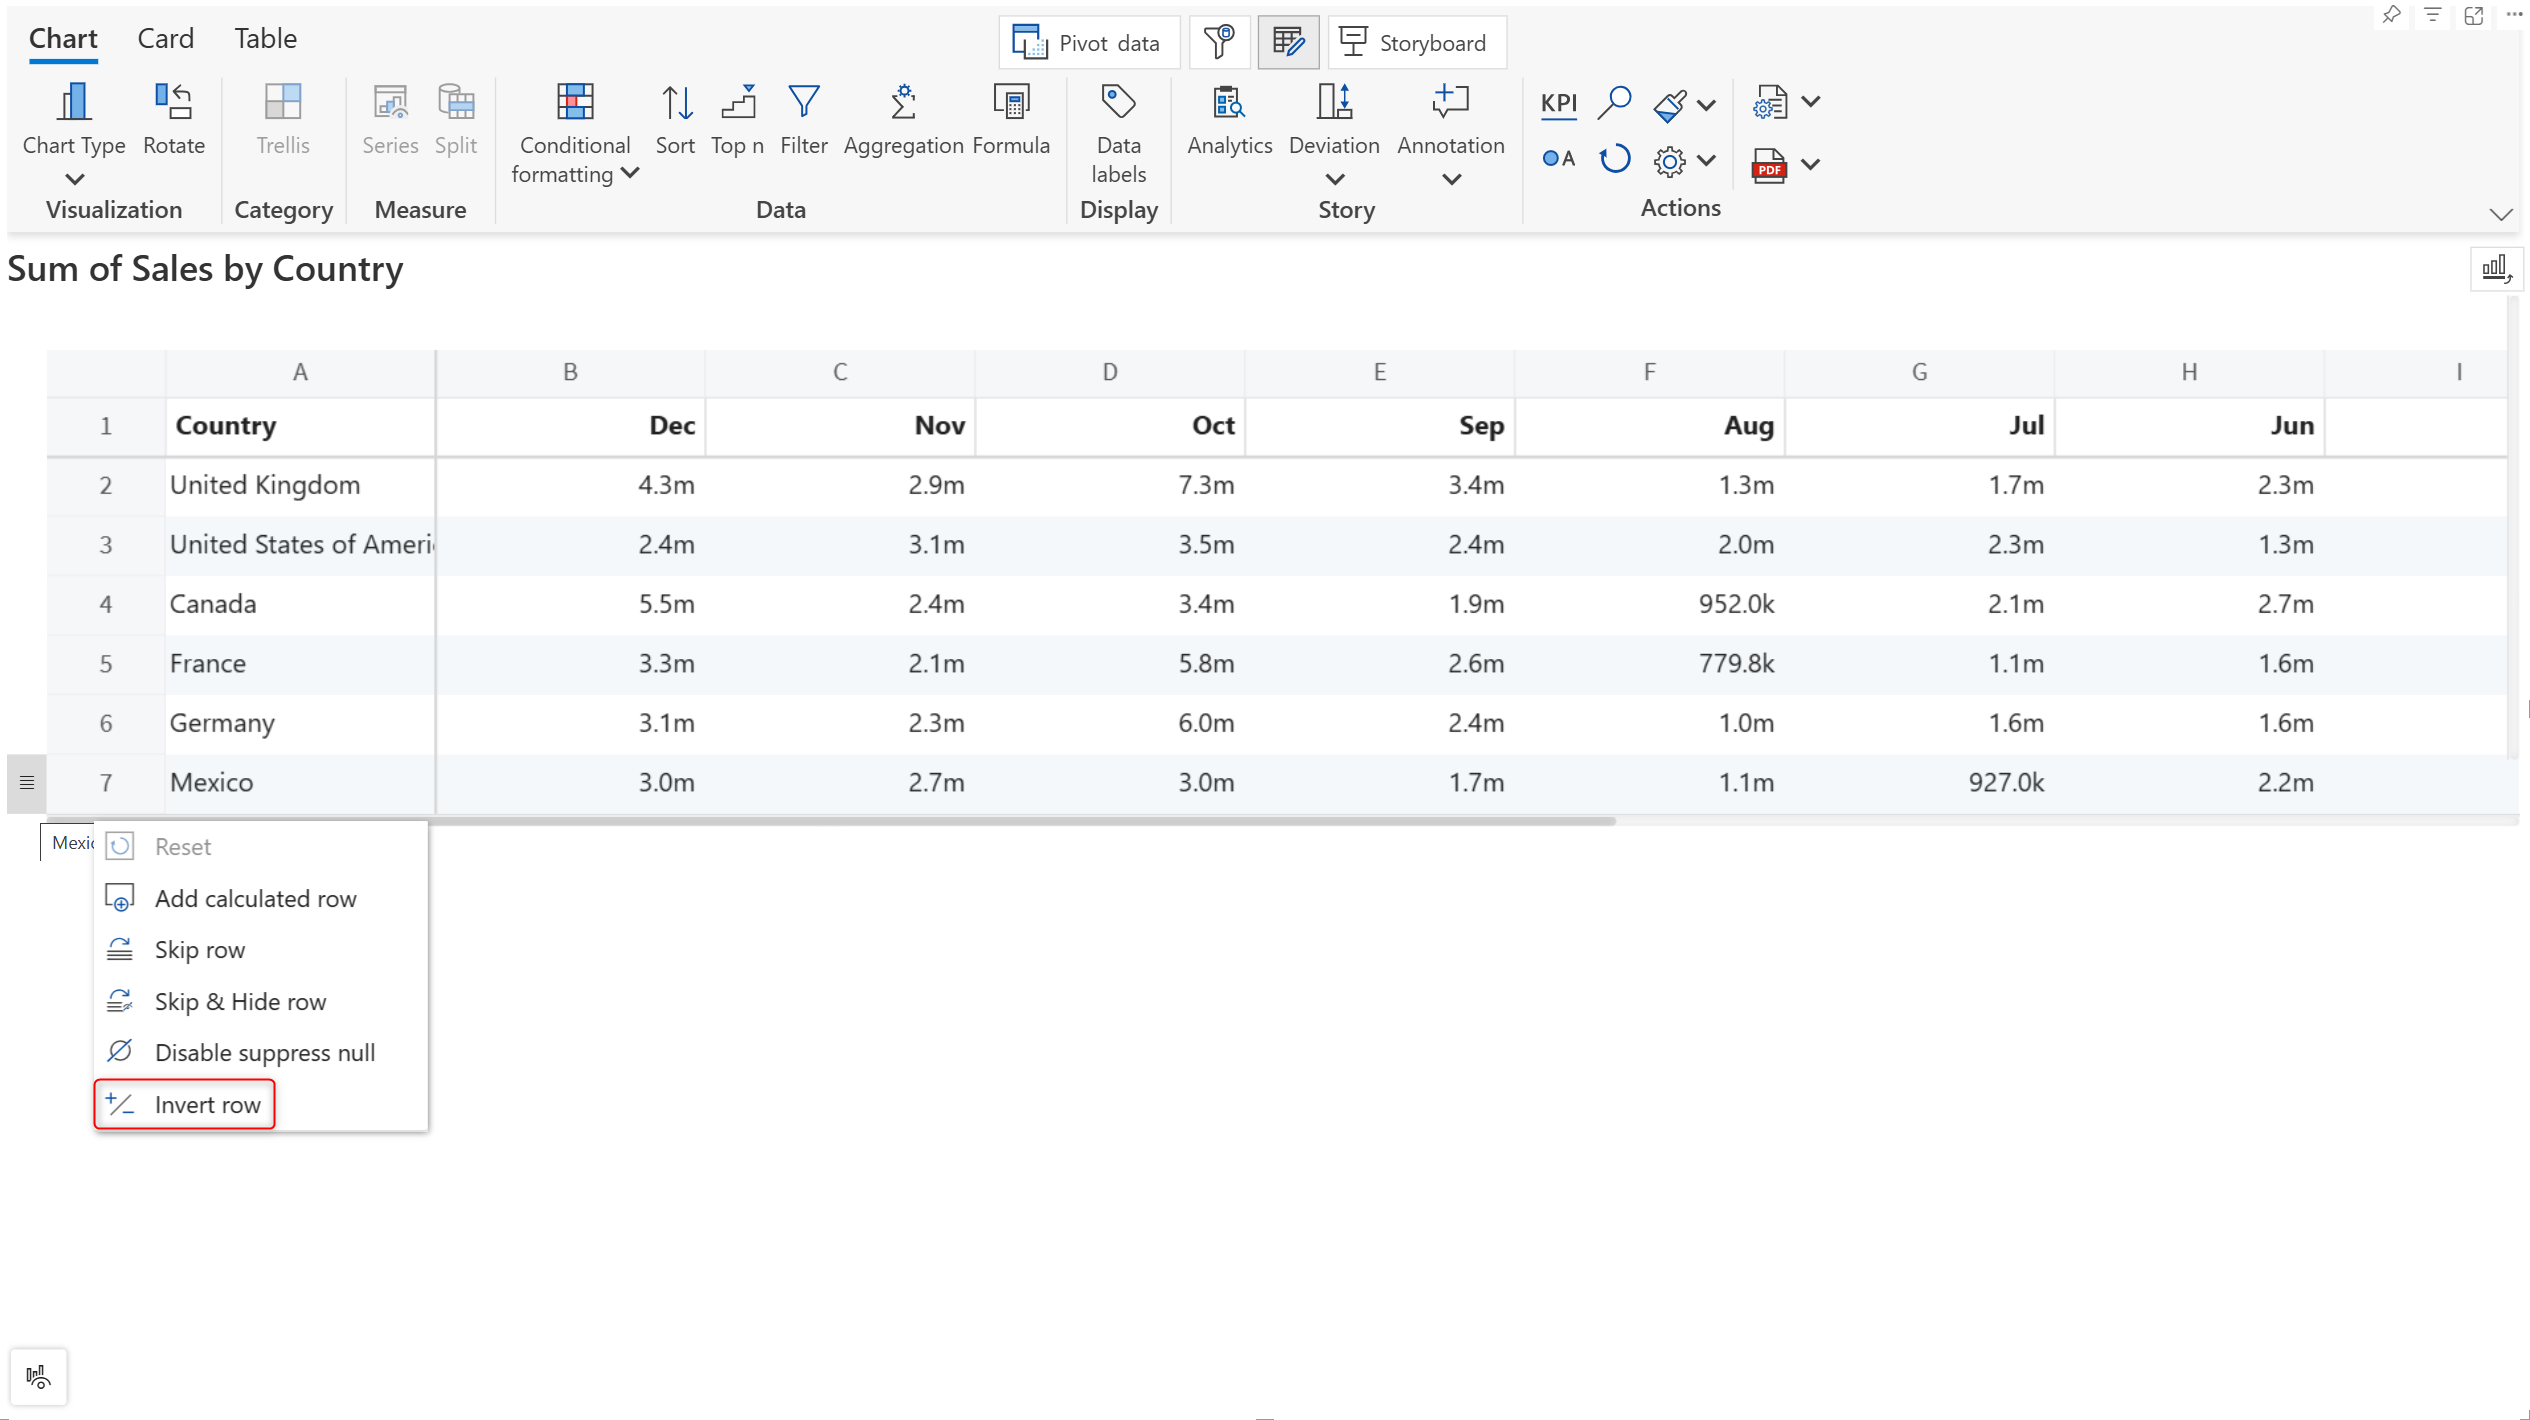 Chart Card Table
Pivot data Storyboard
Chart Type Rotate Trellis Series Split Conditional formatting Sort Top n Filter Aggregation Formula Data labels Analytics Deviation Annotation KPI A PDF
Visualization Category Measure Data Display Story Actions
Sum of Sales by Country
A B C D E F G H I
1 Country Dec Nov Oct Sep Aug Jul Jun
2 United Kingdom 4.3m 2.9m 7.3m 3.4m 1.3m 1.7m 2.3m
3 United States of Ameri 2.4m 3.1m 3.5m 2.4m 2.0m 2.3m 1.3m
4 Canada 5.5m 2.4m 3.4m 1.9m 952.0k 2.1m 2.7m
5 France 3.3m 2.1m 5.8m 2.6m 779.8k 1.1m 1.6m
6 Germany 3.1m 2.3m 6.0m 2.4m 1.0m 1.6m 1.6m
7 Mexico 3.0m 2.7m 3.0m 1.7m 1.1m 927.0k 2.2m
Mexic
Reset
Add calculated row
Skip row
Skip & Hide row
Disable suppress null
Invert row